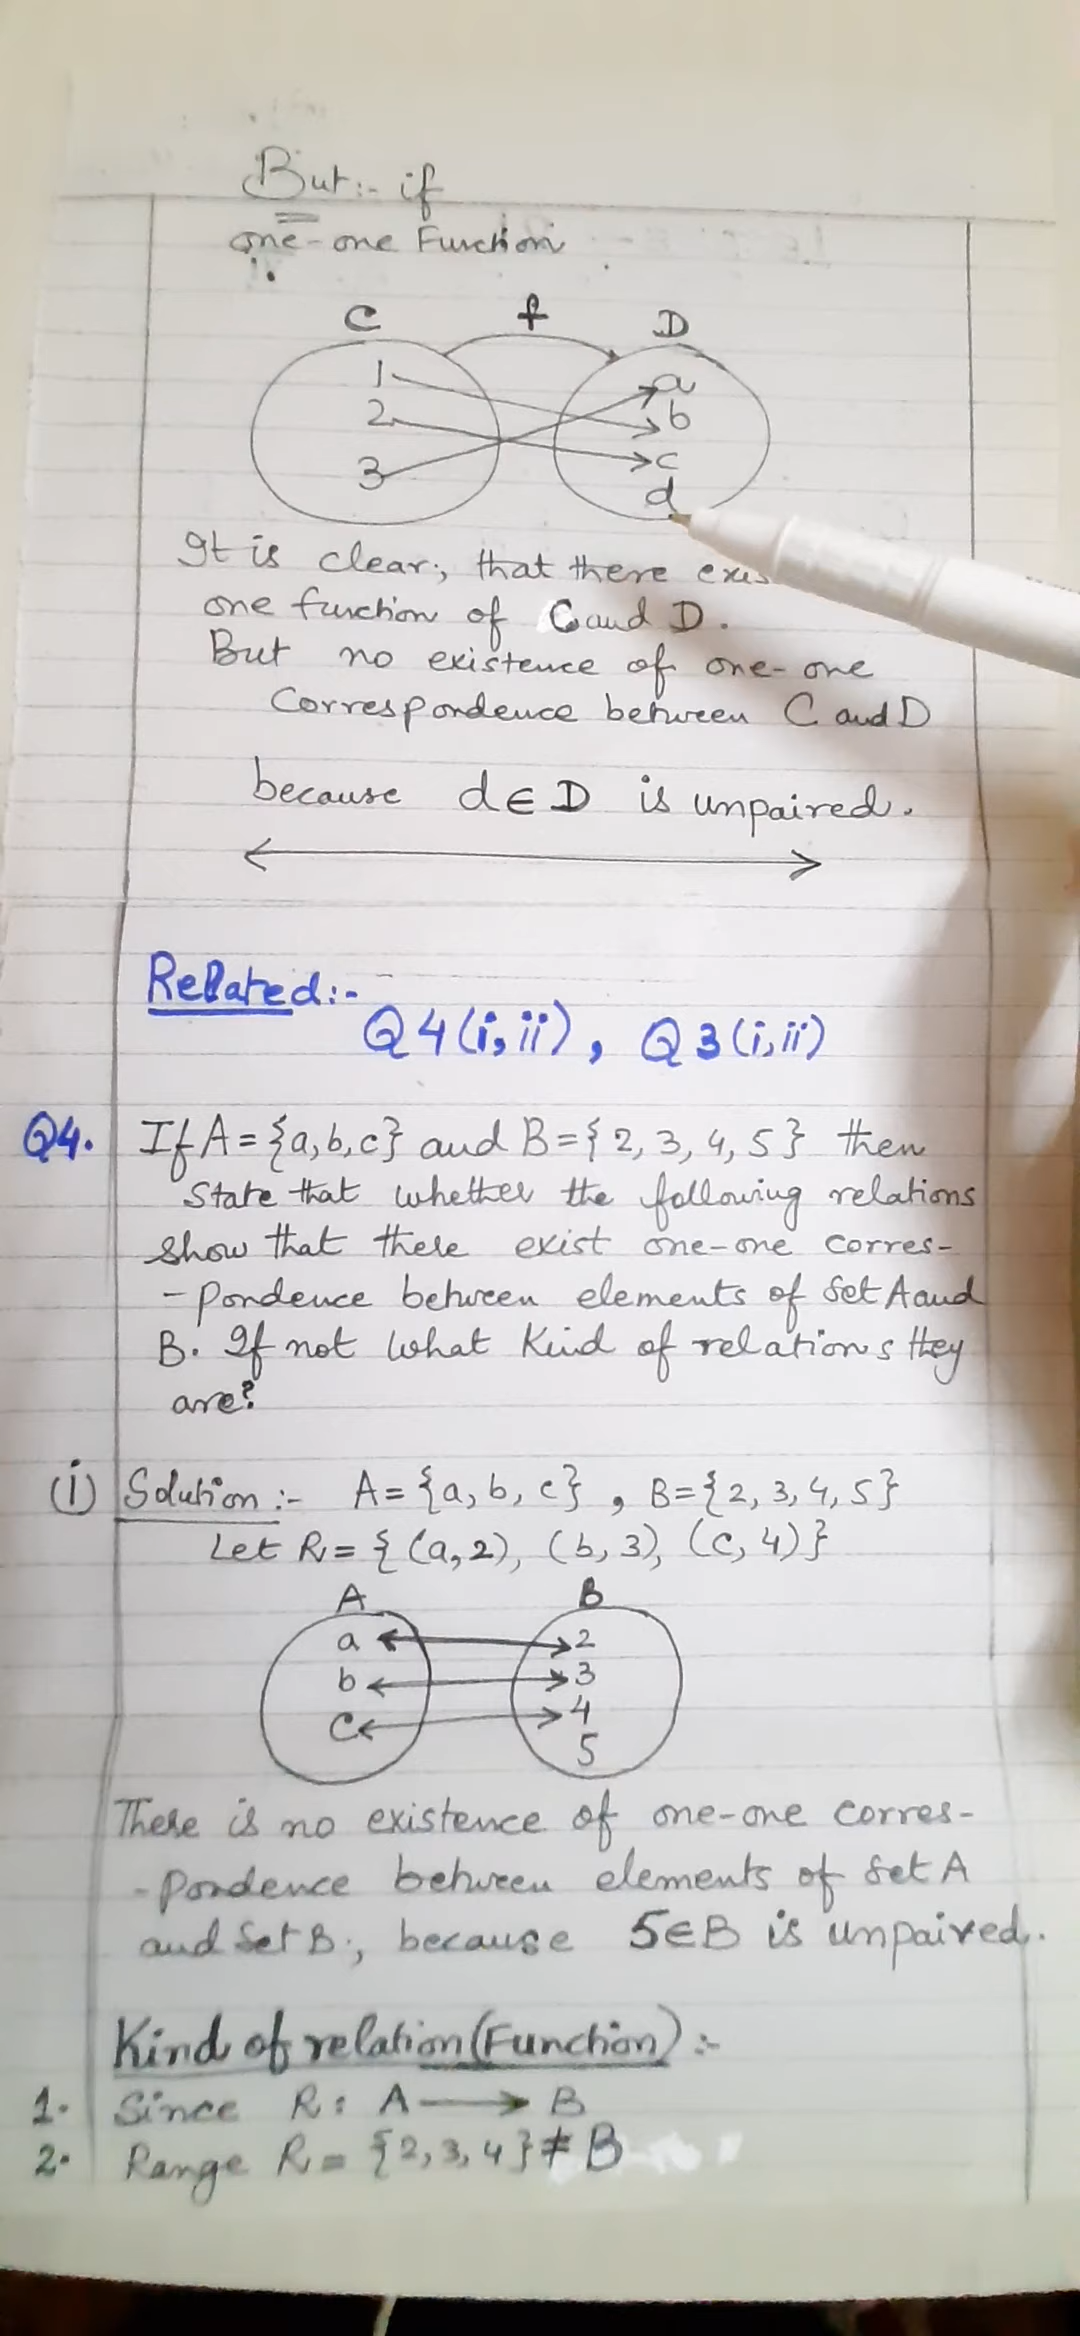 But:- if
one-one Function
C f D
1 a
2 b
3 c
d
It is clear, that there
one function of C and D.
But no existence of one-one
Correspondence between C and D
because d∈D is unpaired.
Related:-
Q4(i,ii), Q3(i,ii)
Q4. If A={a,b,c} and B={2,3,4,5} then
State that whether the following relations
show that there exist one-one corres-
-pondence between elements of Set A and
B. If not what Kind of relations they
are?
(i) Solution:- A={a,b,c}, B={2,3,4,5}
Let R={(a,2), (b,3), (c,4)}
A B
a 2
b 3
c 4
5
There is no existence of one-one corres-
-pondence between elements of Set A
and Set B, because 5∈B is unpaired.
Kind of relation(Function):-
1. Since R: A⟶B
2. Range R={2,3,4}≠B